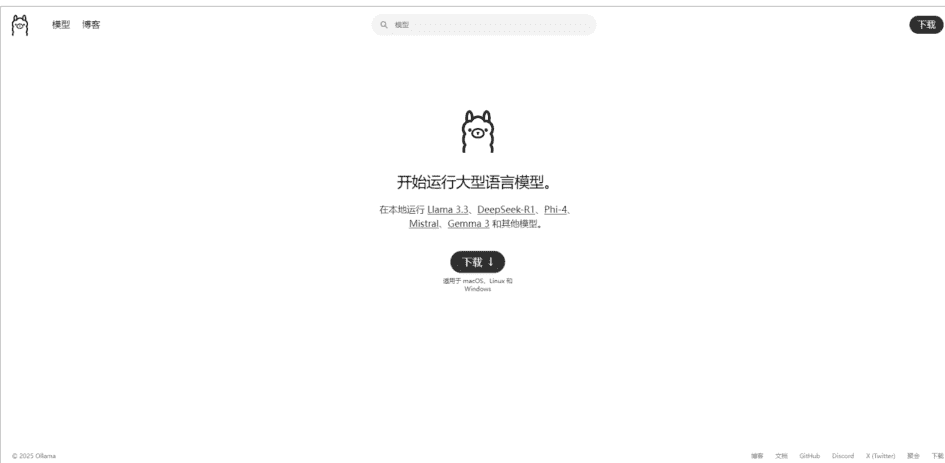 模型 博客 模型 下载
开始运行大型语言模型。
在本地运行 Llama 3.3、DeepSeek-R1、Phi-4、
Mistral、Gemma 3 和其他模型。
下载 ↓
适用于 macOS、Linux 和
Windows
© 2025 Ollama 博客 文档 GitHub Discord X (Twitter) 聚会 下载